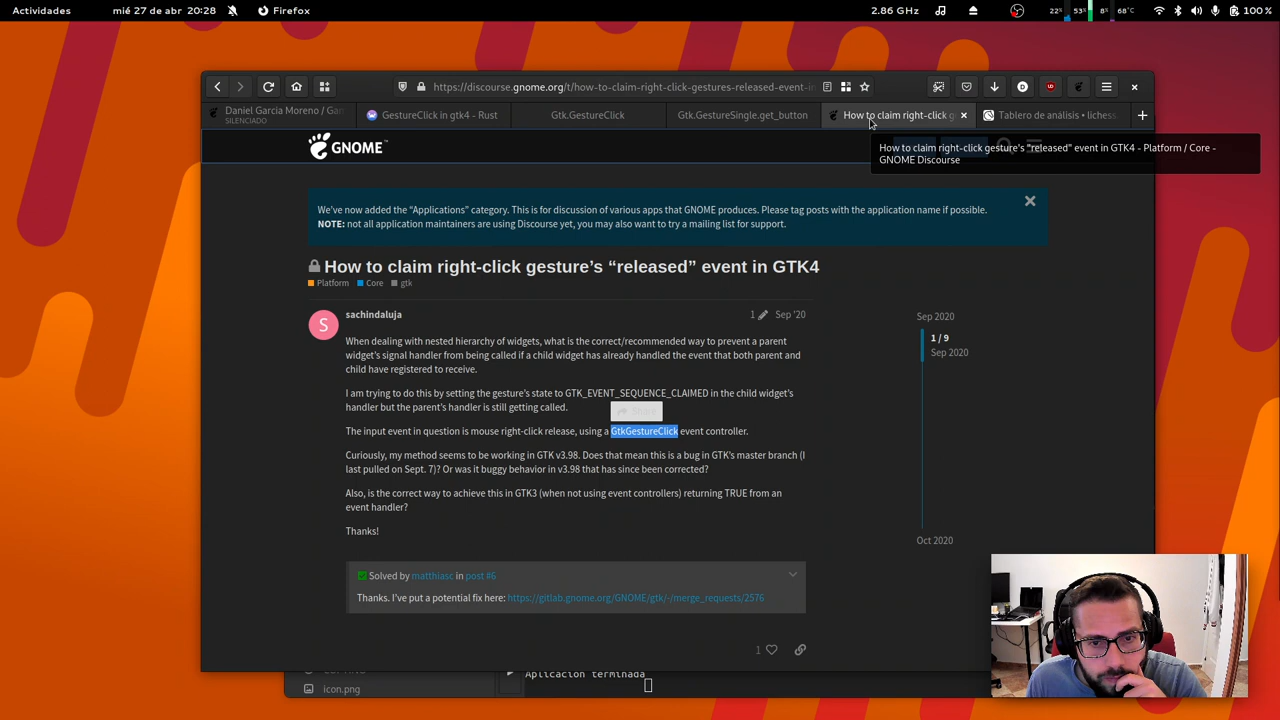 Actividades
mié 27 de abr 20:28
Firefox
2.86 GHz
22%
53%
8%
68°C
100 %
https://discourse.gnome.org/t/how-to-claim-right-click-gestures-released-event-in-
Daniel Garcia Moreno / Gam
SILENCIADO
GestureClick in gtk4 - Rust
Gtk.GestureClick
Gtk.GestureSingle.get_button
How to claim right-click g
Tablero de análisis • lichess
GNOME™
How to claim right-click gesture's "released" event in GTK4 - Platform / Core -
GNOME Discourse
We've now added the “Applications” category. This is for discussion of various apps that GNOME produces. Please tag posts with the application name if possible.
NOTE: not all application maintainers are using Discourse yet, you may also want to try a mailing list for support.
How to claim right-click gesture's “released” event in GTK4
Platform
Core
gtk
S
sachindaluja
1
Sep '20
When dealing with nested hierarchy of widgets, what is the correct/recommended way to prevent a parent
widget's signal handler from being called if a child widget has already handled the event that both parent and
child have registered to receive.
I am trying to do this by setting the gesture's state to GTK_EVENT_SEQUENCE_CLAIMED in the child widget's
handler but the parent's handler is still getting called.
Share
The input event in question is mouse right-click release, using a GtkGestureClick event controller.
Curiously, my method seems to be working in GTK v3.98. Does that mean this is a bug in GTK's master branch (I
last pulled on Sept. 7)? Or was it buggy behavior in v3.98 that has since been corrected?
Also, is the correct way to achieve this in GTK3 (when not using event controllers) returning TRUE from an
event handler?
Thanks!
Solved by matthiasc in post #6
Thanks. I've put a potential fix here: https://gitlab.gnome.org/GNOME/gtk/-/merge_requests/2576
1
Sep 2020
1 / 9
Sep 2020
Oct 2020
icon.png
Aplicación terminada